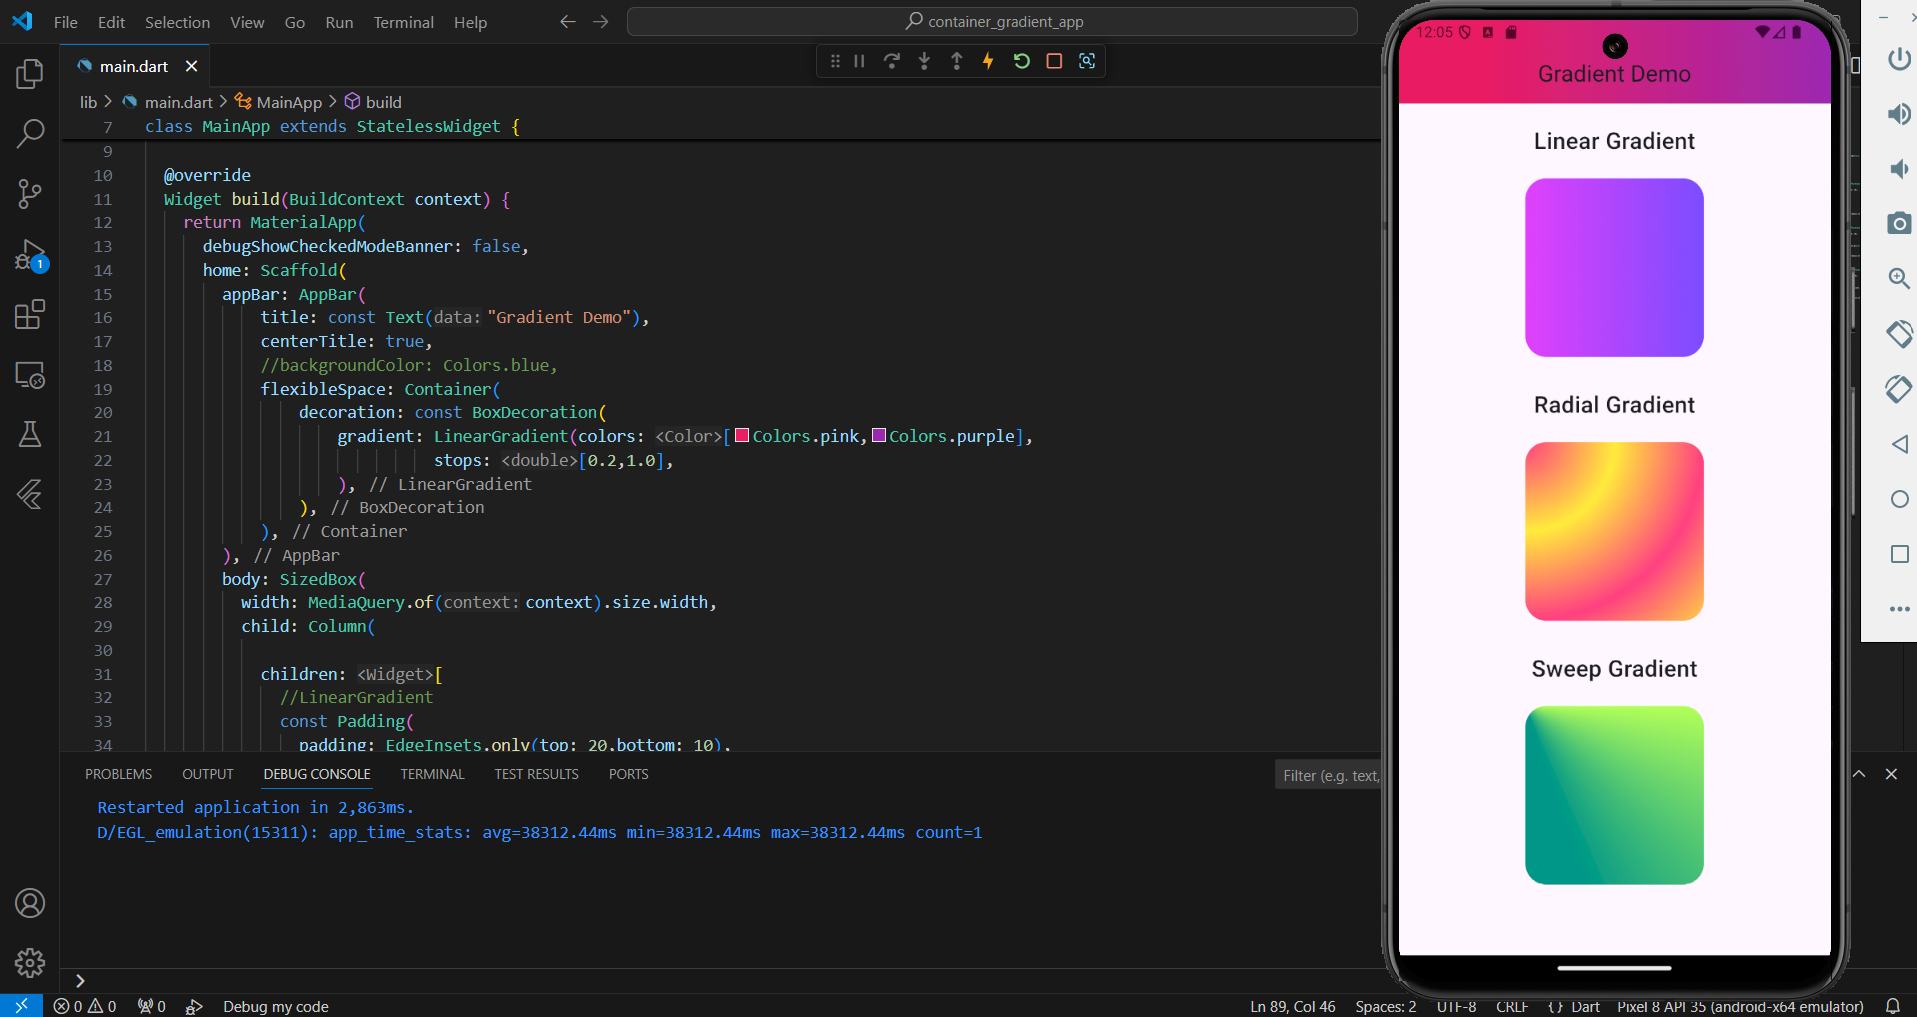 File Edit Selection View Go Run Terminal Help
container_gradient_app
main.dart
lib > main.dart > MainApp > build
7 class MainApp extends StatelessWidget {
9
10 @override
11 Widget build(BuildContext context) {
12 return MaterialApp(
13 debugShowCheckedModeBanner: false,
14 home: Scaffold(
15 appBar: AppBar(
16 title: const Text(data: "Gradient Demo"),
17 centerTitle: true,
18 //backgroundColor: Colors.blue,
19 flexibleSpace: Container(
20 decoration: const BoxDecoration(
21 gradient: LinearGradient(colors: <Color>[Colors.pink,Colors.purple],
22 stops: <double>[0.2,1.0],
23 ), // LinearGradient
24 ), // BoxDecoration
25 ), // Container
26 ), // AppBar
27 body: SizedBox(
28 width: MediaQuery.of(context: context).size.width,
29 child: Column(
30
31 children: <Widget>[
32 //LinearGradient
33 const Padding(
34 padding: EdgeInsets.only(top: 20,bottom: 10),
PROBLEMS OUTPUT DEBUG CONSOLE TERMINAL TEST RESULTS PORTS
Filter (e.g. text,
Restarted application in 2,863ms.
D/EGL_emulation(15311): app_time_stats: avg=38312.44ms min=38312.44ms max=38312.44ms count=1
>
1
0 0 0 Debug my code
Ln 89, Col 46 Spaces: 2 UTF-8 CRLF {} Dart Pixel 8 API 35 (android-x64 emulator)
12:05
Gradient Demo
Linear Gradient
Radial Gradient
Sweep Gradient